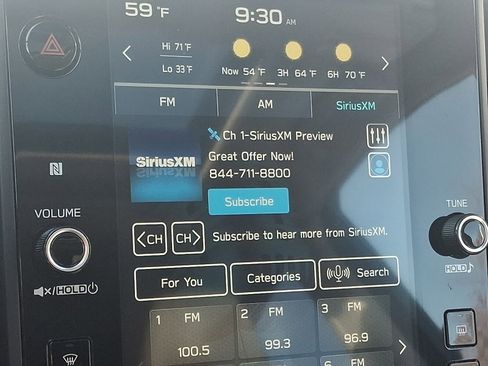 59 °F
9:30 AM
Hi 71°F
Lo 33°F
Now 54°F 3H 64°F 6H 70°F
FM AM SiriusXM
Ch 1-SiriusXM Preview
SiriusXM
Great Offer Now!
844-711-8800
Subscribe
VOLUME
TUNE
<CH CH> Subscribe to hear more from SiriusXM.
HOLD
HOLD
For You Categories Search
1 FM 2 FM 3 FM
100.5 99.3 96.9
6